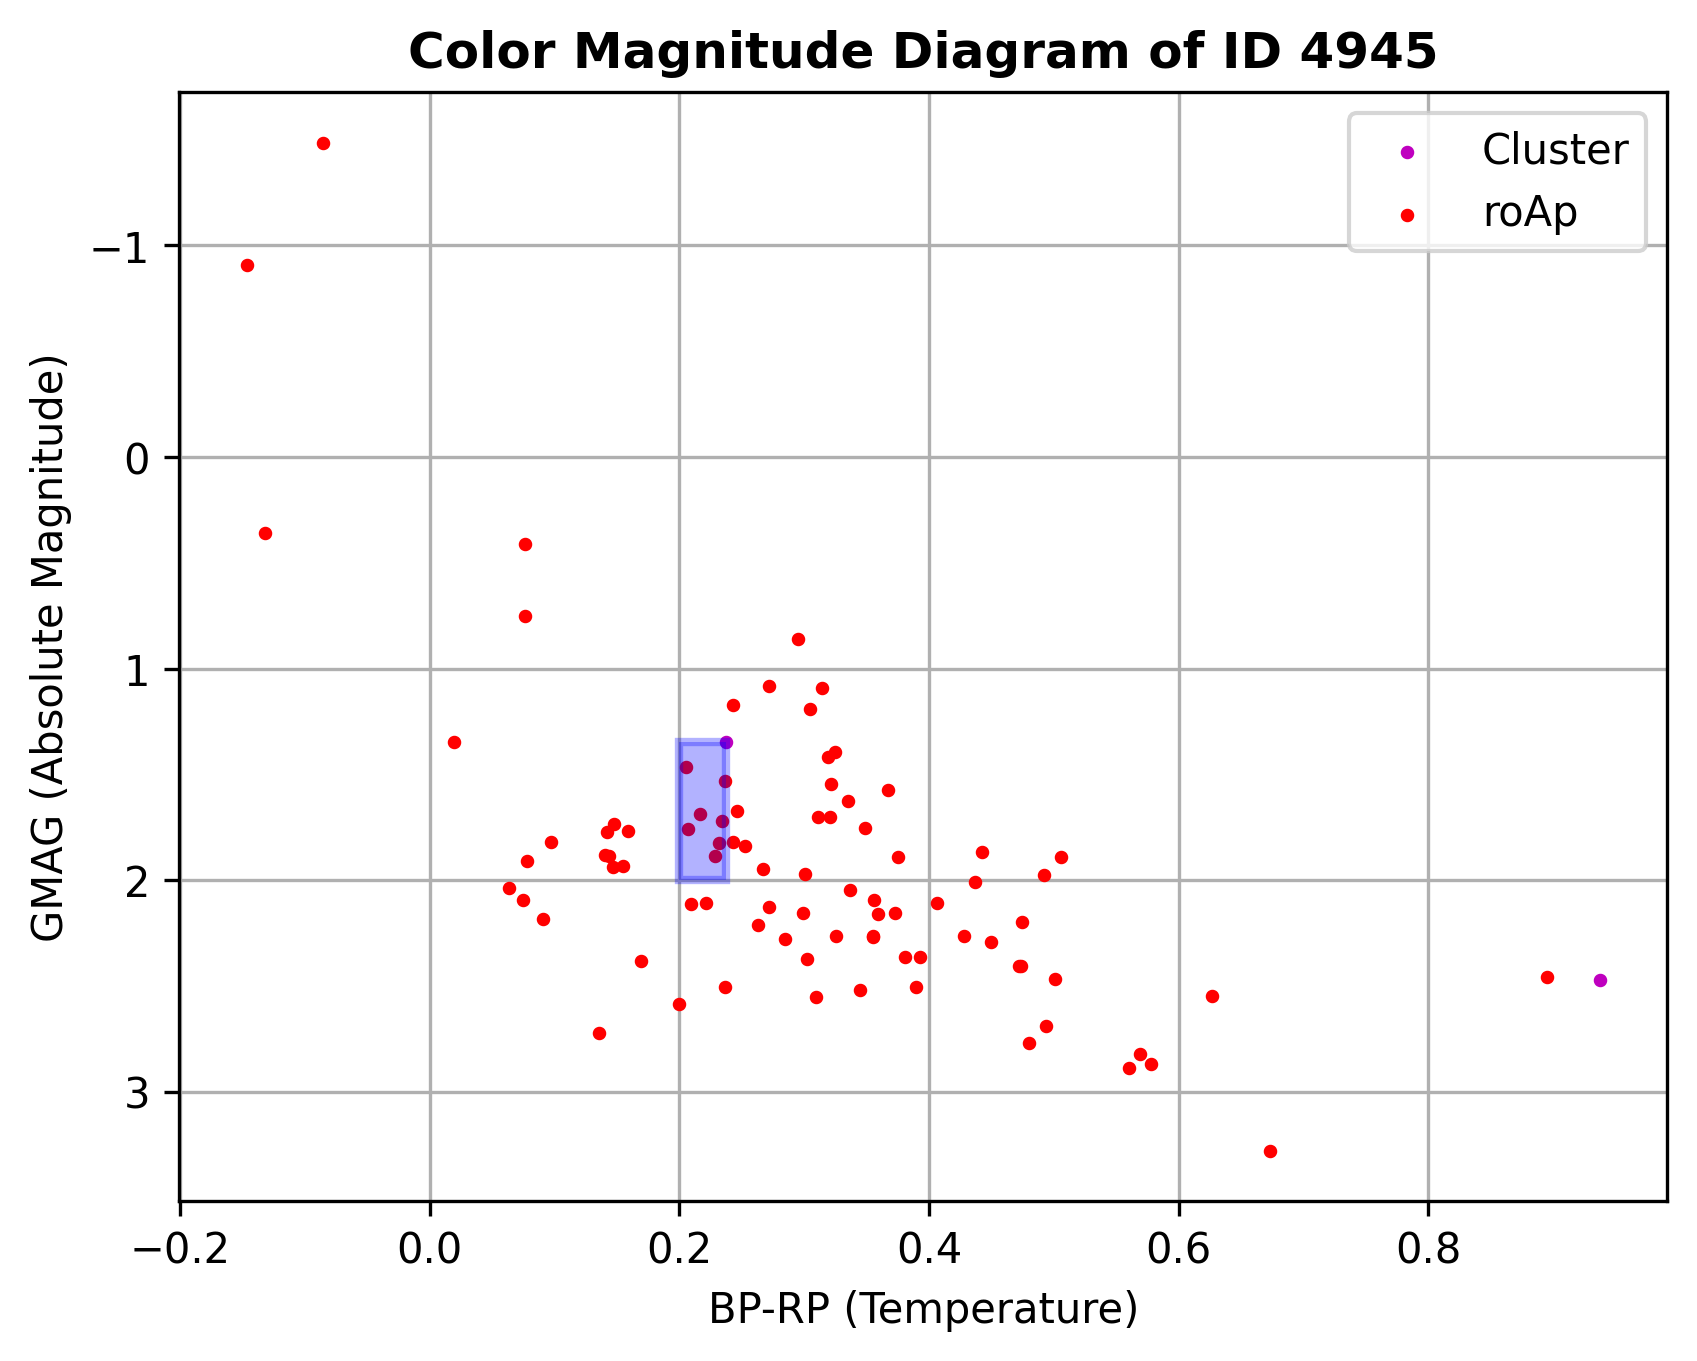 Color Magnitude Diagram of ID 4945
Cluster
roAp
GMAG (Absolute Magnitude)
−1
0
1
2
3
−0.2 0.0 0.2 0.4 0.6 0.8
BP-RP (Temperature)